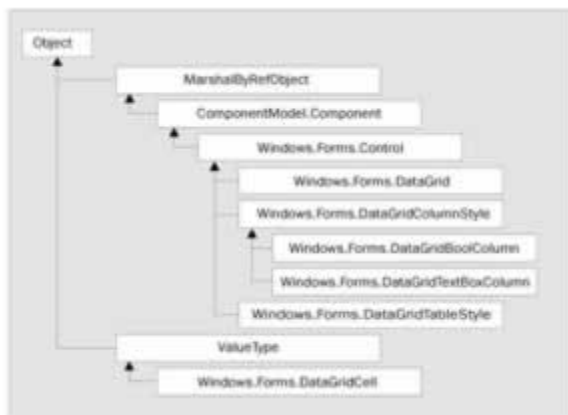 Object
MarshalByRefObject
ComponentModel.Component
Windows.Forms.Control
Windows.Forms.DataGrid
Windows.Forms.DataGridColumnStyle
Windows.Forms.DataGridBoolColumn
Windows.Forms.DataGridTextBoxColumn
Windows.Forms.DataGridTableStyle
ValueType
Windows.Forms.DataGridCell